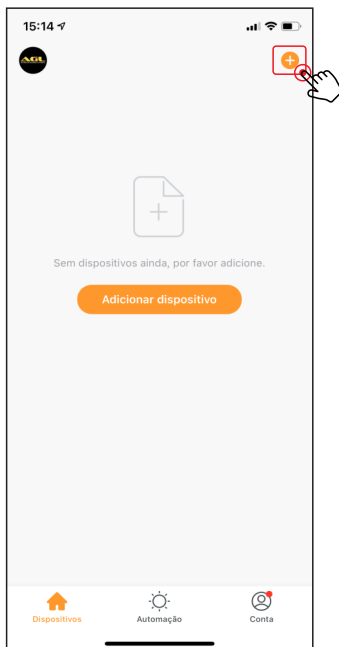 15:14
AGL
Sem dispositivos ainda, por favor adicione.
Adicionar dispositivo
Dispositivos
Automação
Conta